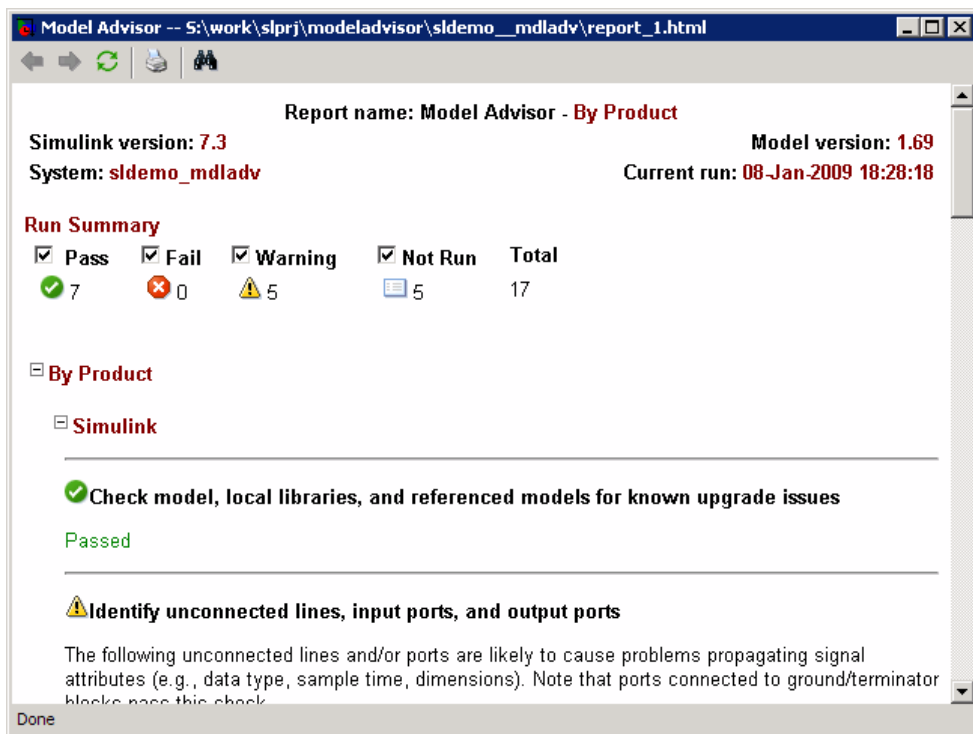 Model Advisor -- S:\work\slprj\modeladvisor\sldemo__mdladv\report_1.html
Report name: Model Advisor - By Product
Simulink version: 7.3 Model version: 1.69
System: sldemo_mdladv Current run: 08-Jan-2009 18:28:18
Run Summary
Pass Fail Warning Not Run Total
7 0 5 5 17
By Product
Simulink
Check model, local libraries, and referenced models for known upgrade issues
Passed
Identify unconnected lines, input ports, and output ports
The following unconnected lines and/or ports are likely to cause problems propagating signal
attributes (e.g., data type, sample time, dimensions). Note that ports connected to ground/terminator
blocks pass this check
Done